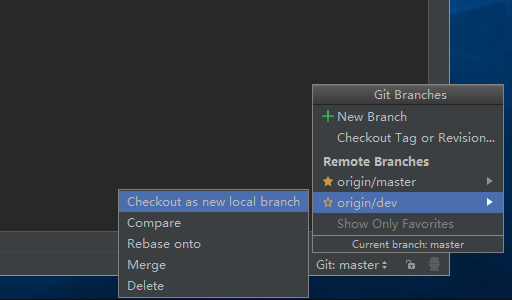 Git Branches
New Branch
Checkout Tag or Revision...
Remote Branches
origin/master
origin/dev
Show Only Favorites
Current branch: master
Checkout as new local branch
Compare
Rebase onto
Merge
Delete
Git: master